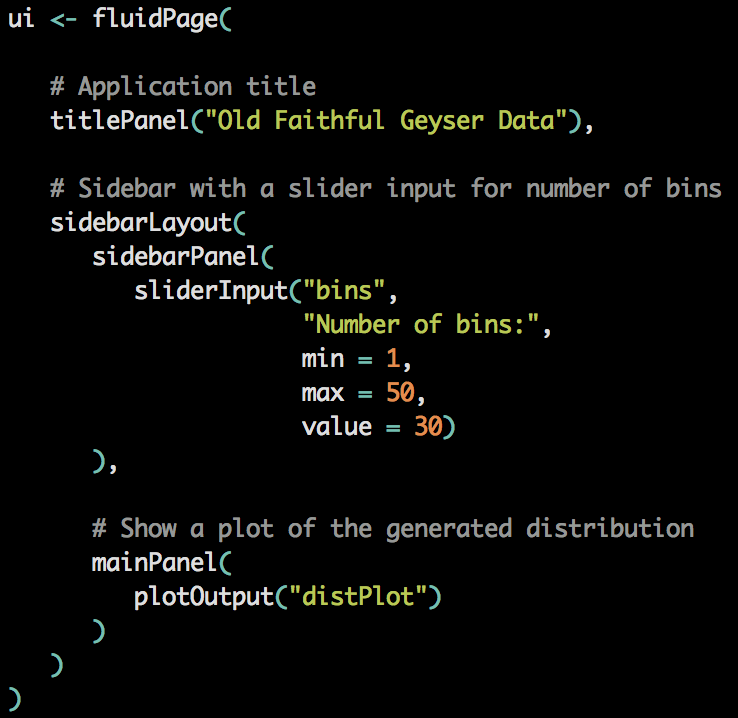 ui <- fluidPage(
# Application title
titlePanel("Old Faithful Geyser Data"),
# Sidebar with a slider input for number of bins
sidebarLayout(
sidebarPanel(
sliderInput("bins",
"Number of bins:",
min = 1,
max = 50,
value = 30)
),
# Show a plot of the generated distribution
mainPanel(
plotOutput("distPlot")
)
)
)